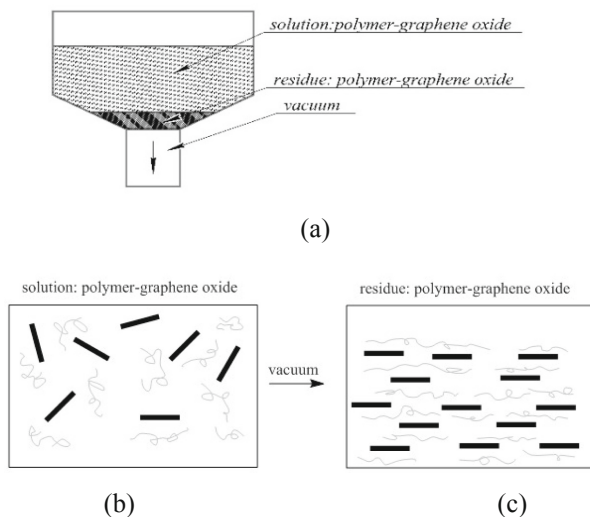 solution:polymer-graphene oxide
residue: polymer-graphene oxide
vacuum
(a)
solution: polymer-graphene oxide
residue: polymer-graphene oxide
vacuum
(b)
(c)